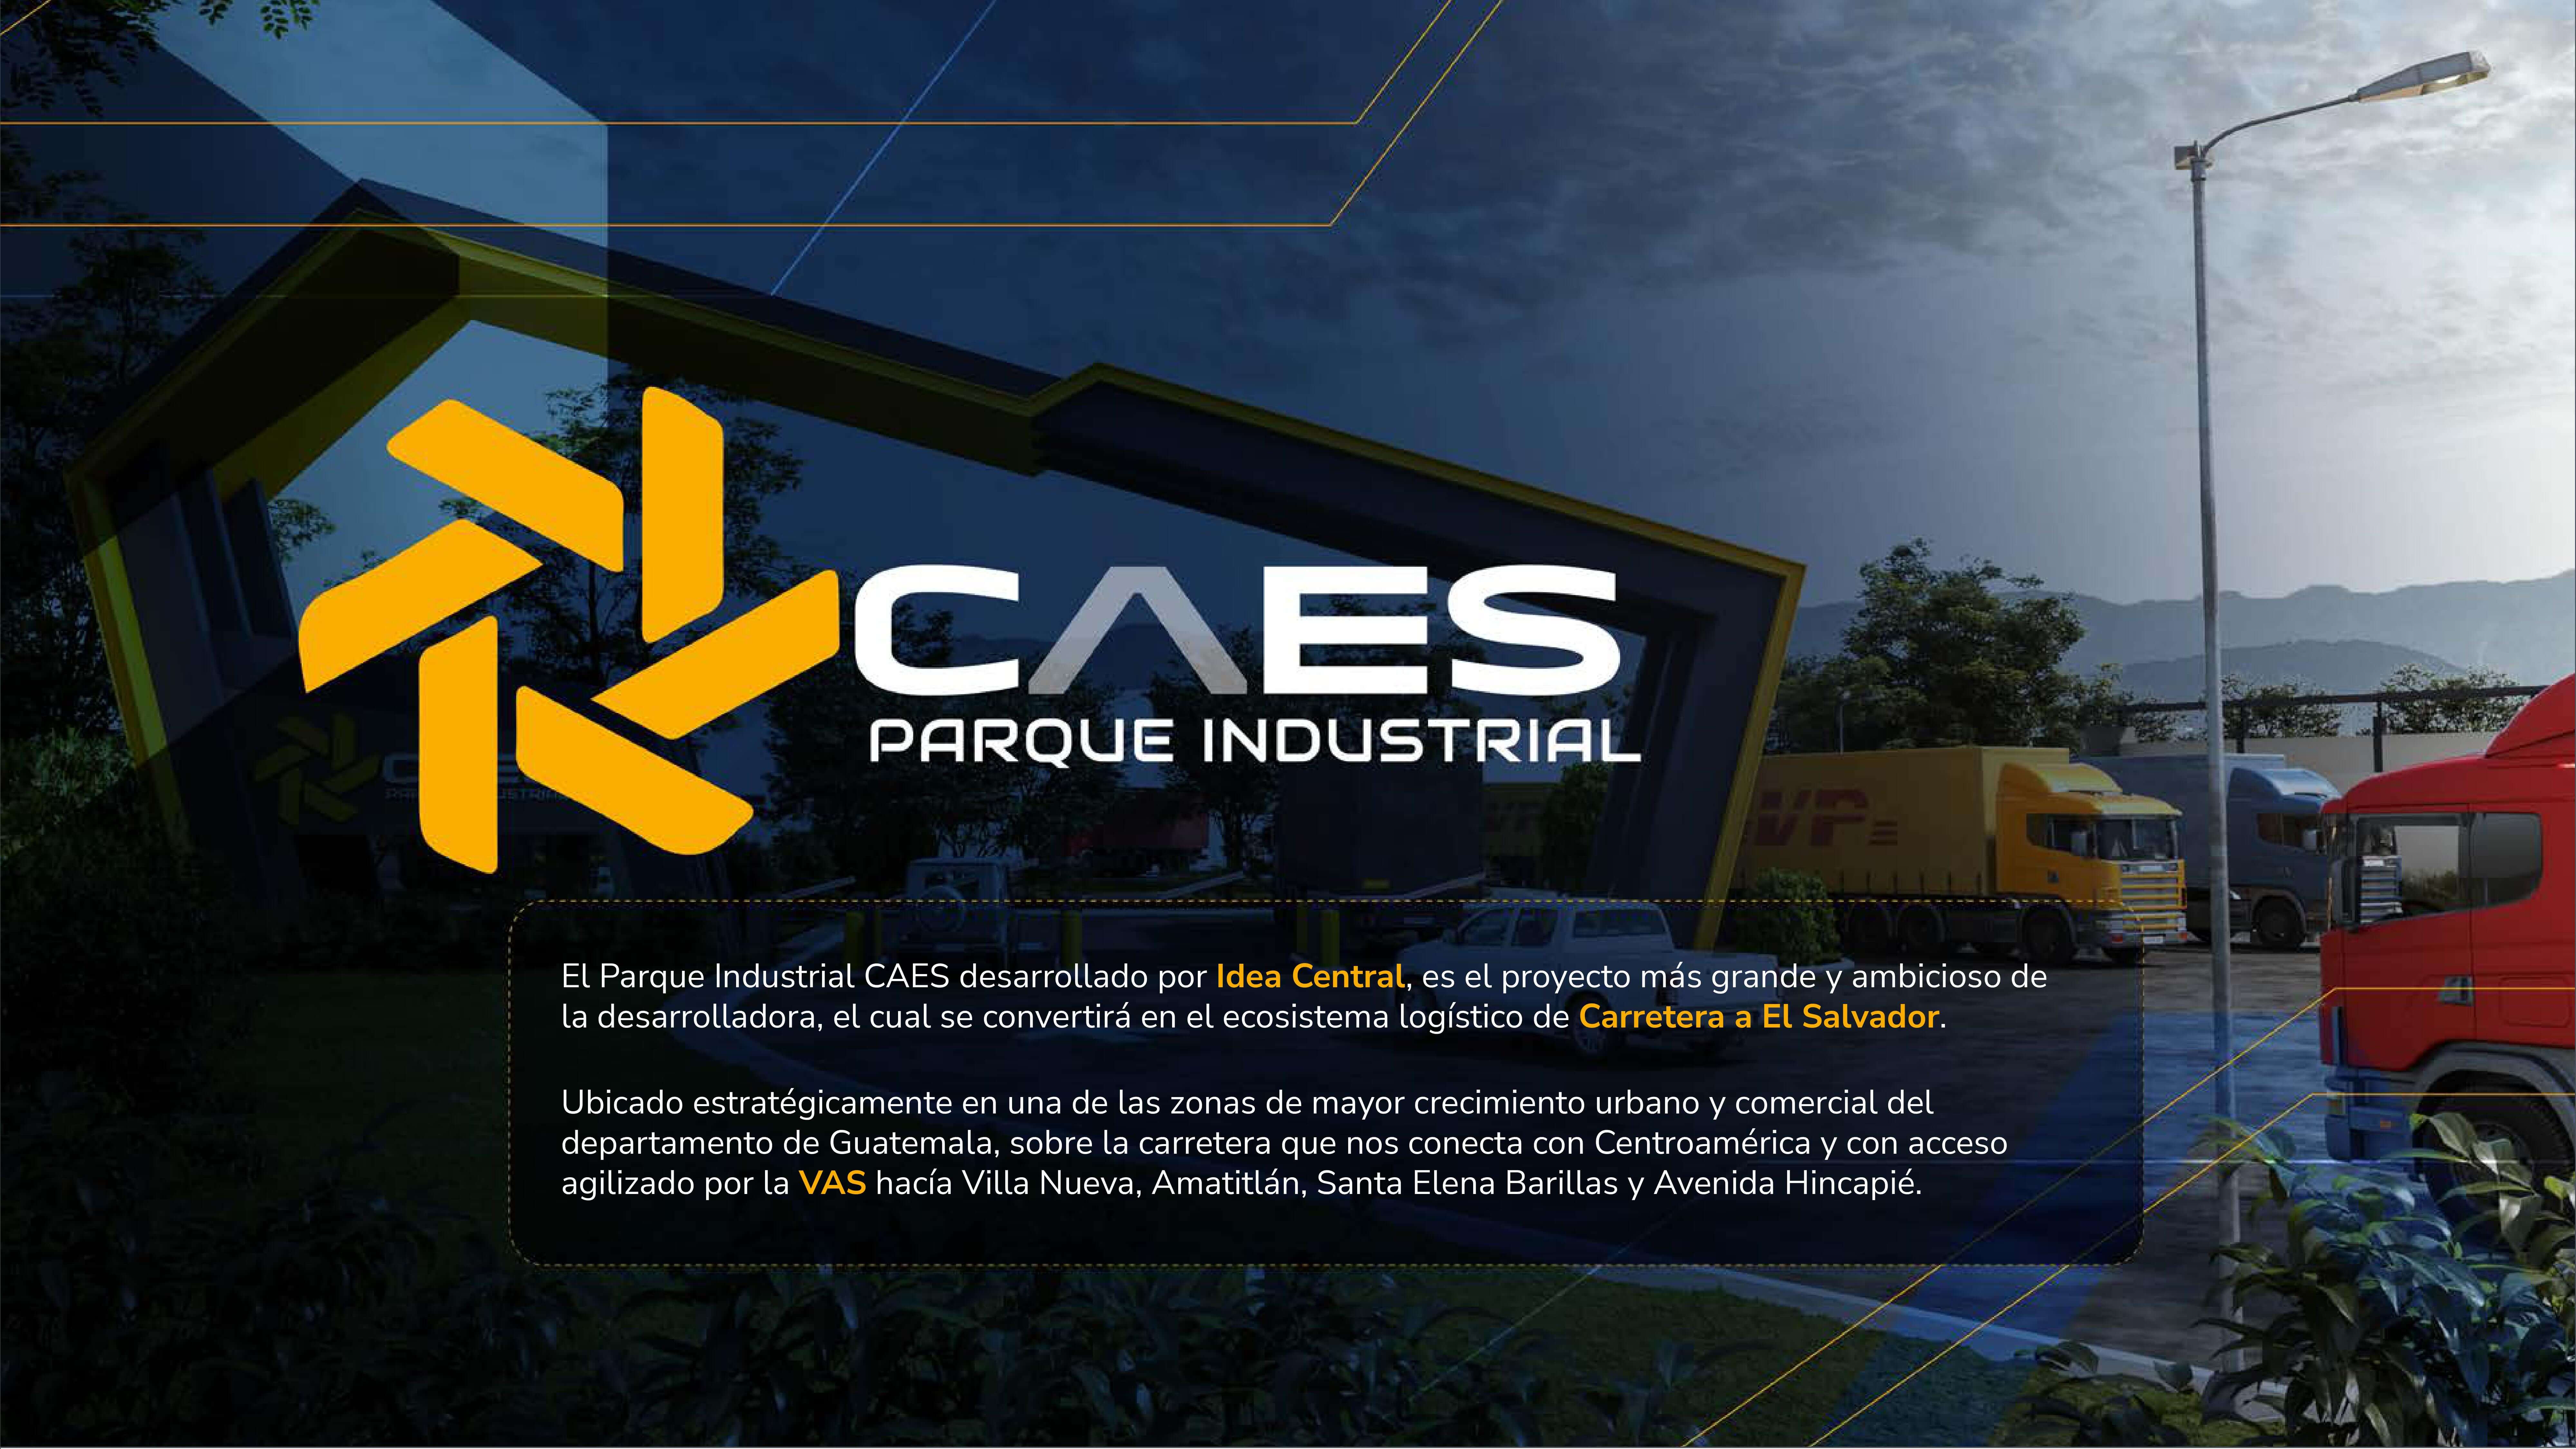 CAES
PARQUE INDUSTRIAL
VP
El Parque Industrial CAES desarrollado por Idea Central, es el proyecto más grande y ambicioso de
la desarrolladora, el cual se convertirá en el ecosistema logístico de Carretera a El Salvador.
Ubicado estratégicamente en una de las zonas de mayor crecimiento urbano y comercial del
departamento de Guatemala, sobre la carretera que nos conecta con Centroamérica y con acceso
agilizado por la VAS hacía Villa Nueva, Amatitlán, Santa Elena Barillas y Avenida Hincapié.